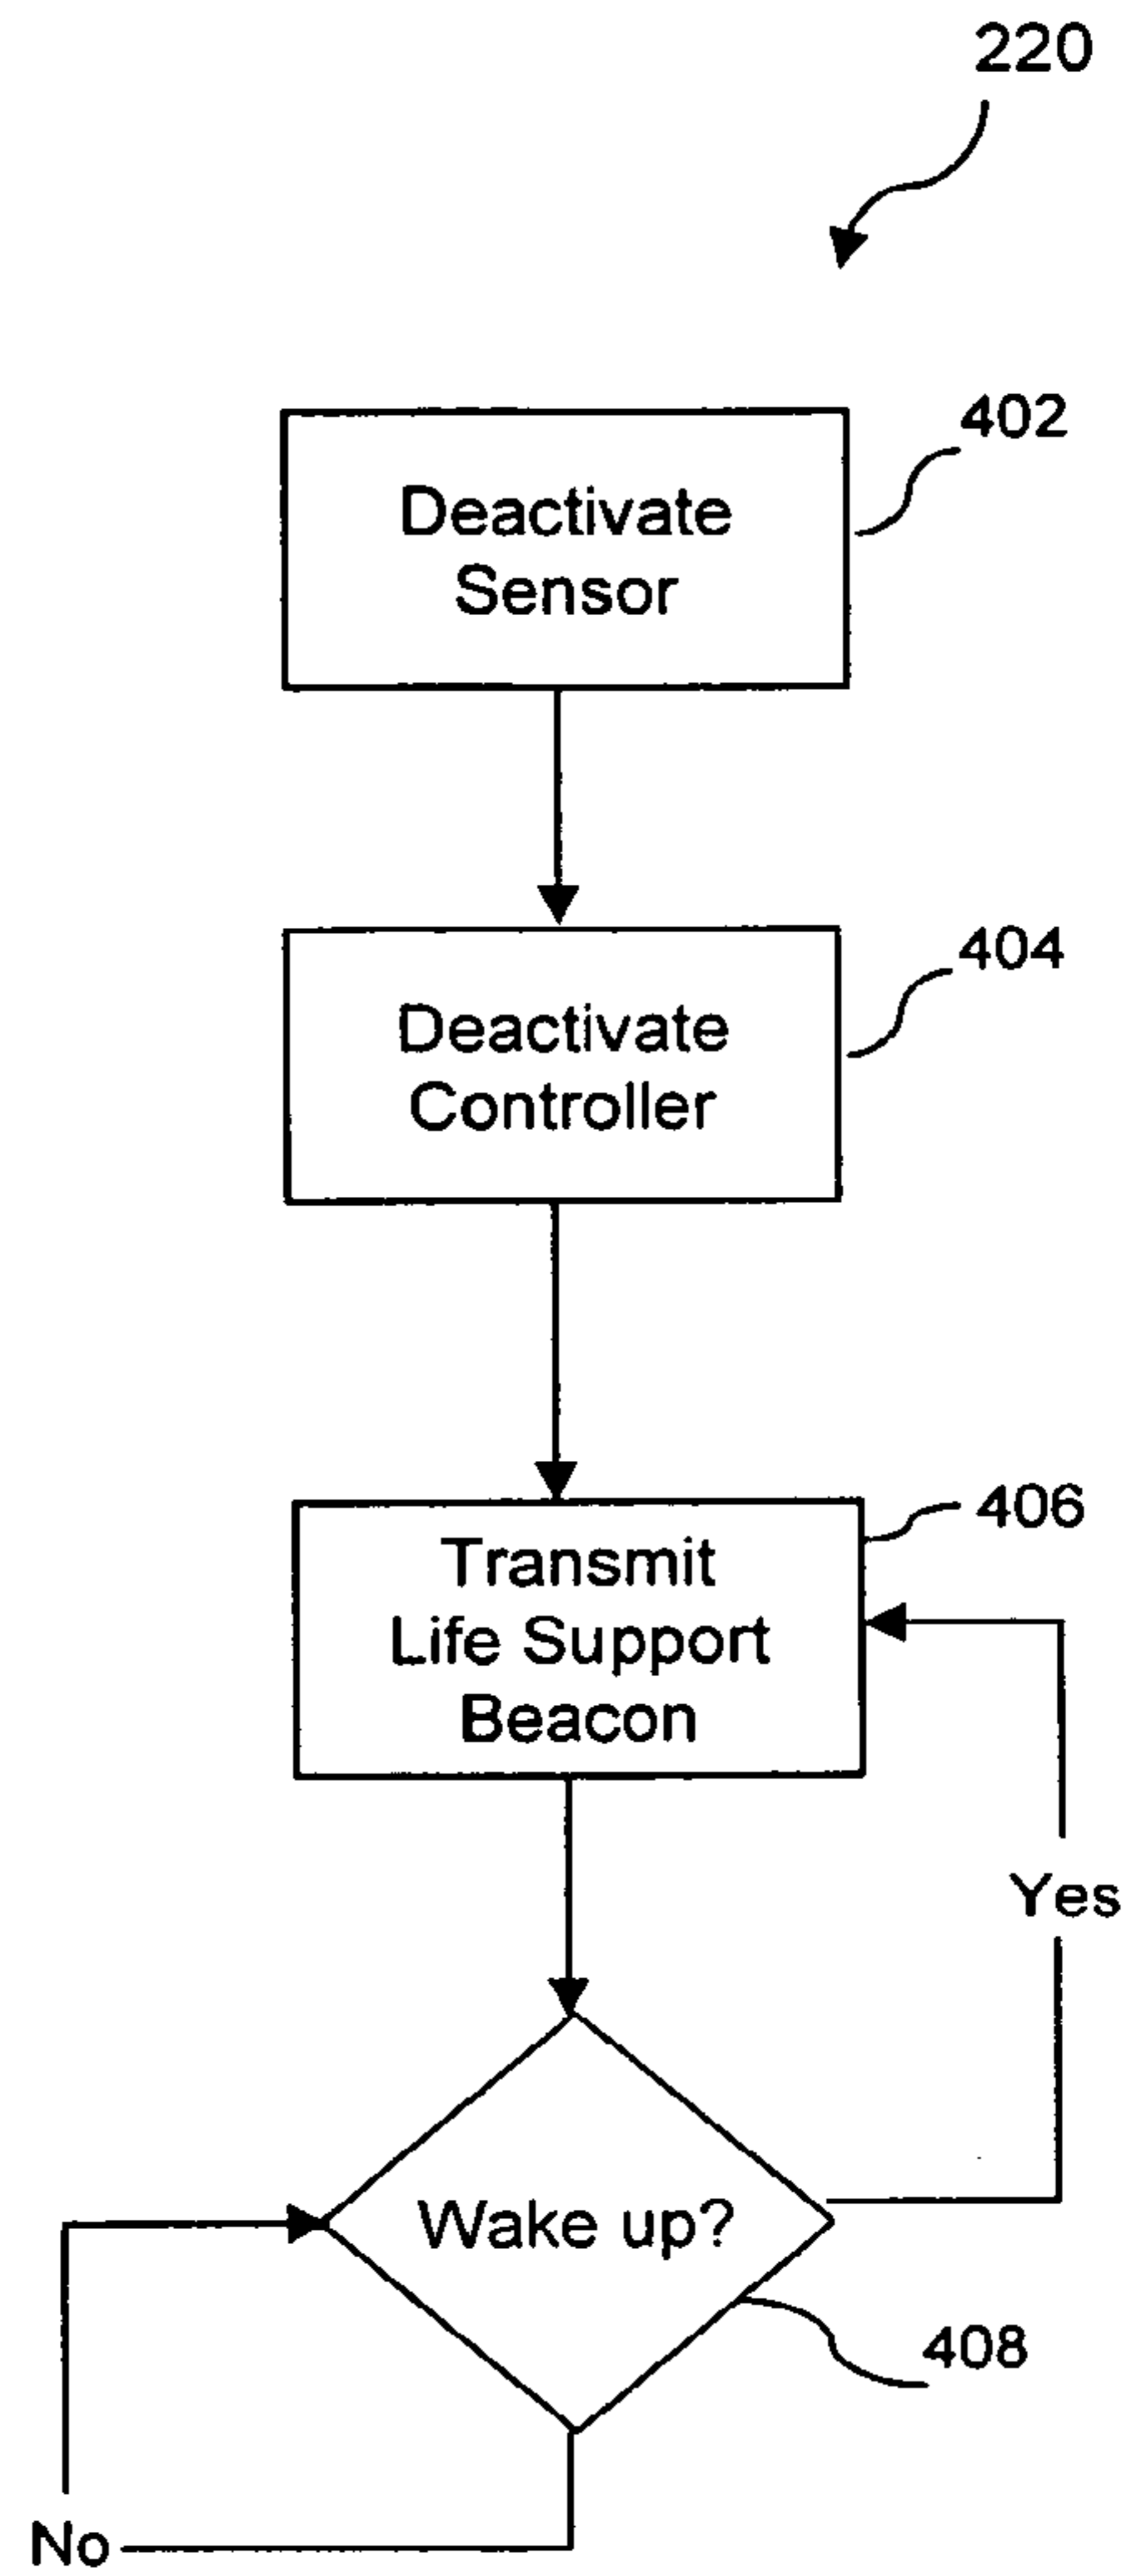 220
402
Deactivate
Sensor
404
Deactivate
Controller
406
Transmit
Life Support
Beacon
Yes
Wake up?
408
No